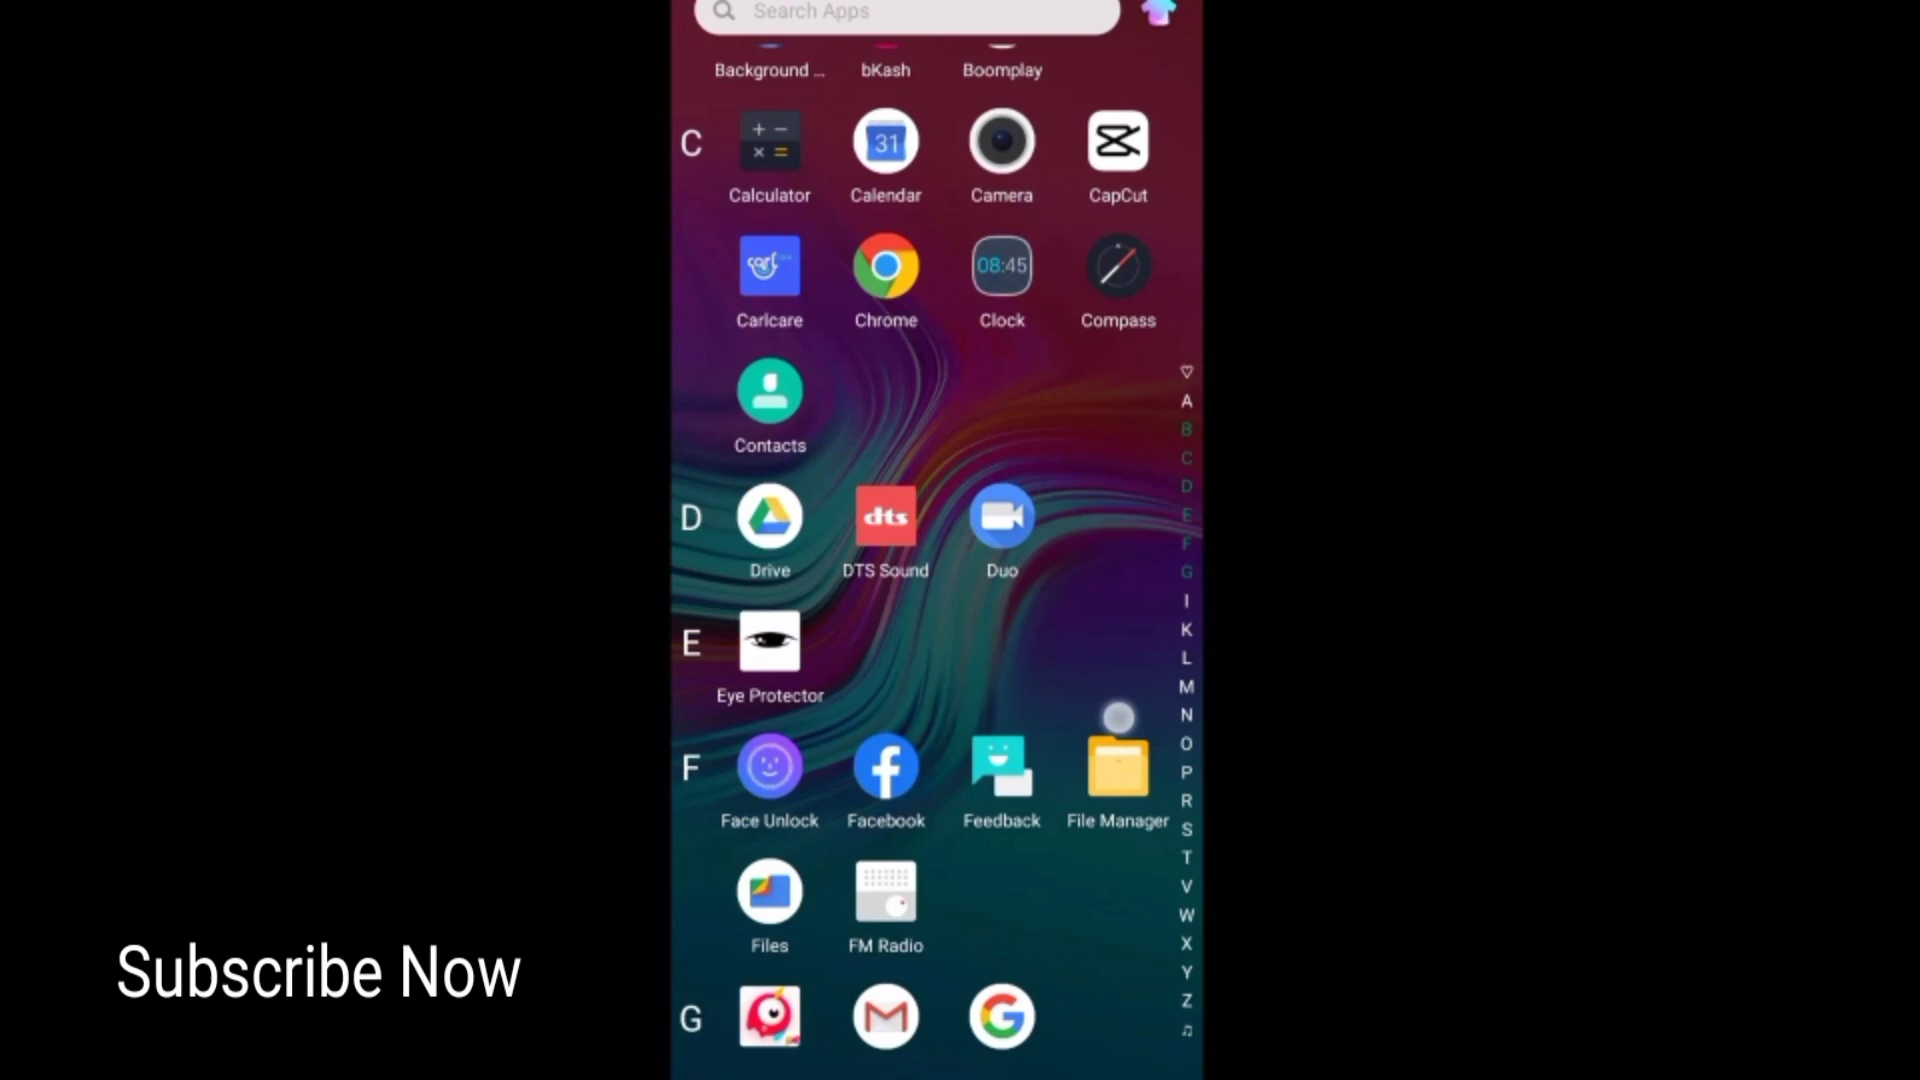 Search Apps
Background ...
bKash
Boomplay
C
31
Calculator
Calendar
Camera
CapCut
carl
08:45
Carlcare
Chrome
Clock
Compass
Contacts
D
dts
Drive
DTS Sound
Duo
E
Eye Protector
F
Face Unlock
Facebook
Feedback
File Manager
Files
FM Radio
G
A
B
C
D
E
F
G
I
K
L
M
N
O
P
R
S
T
V
W
X
Y
Z
Subscribe Now